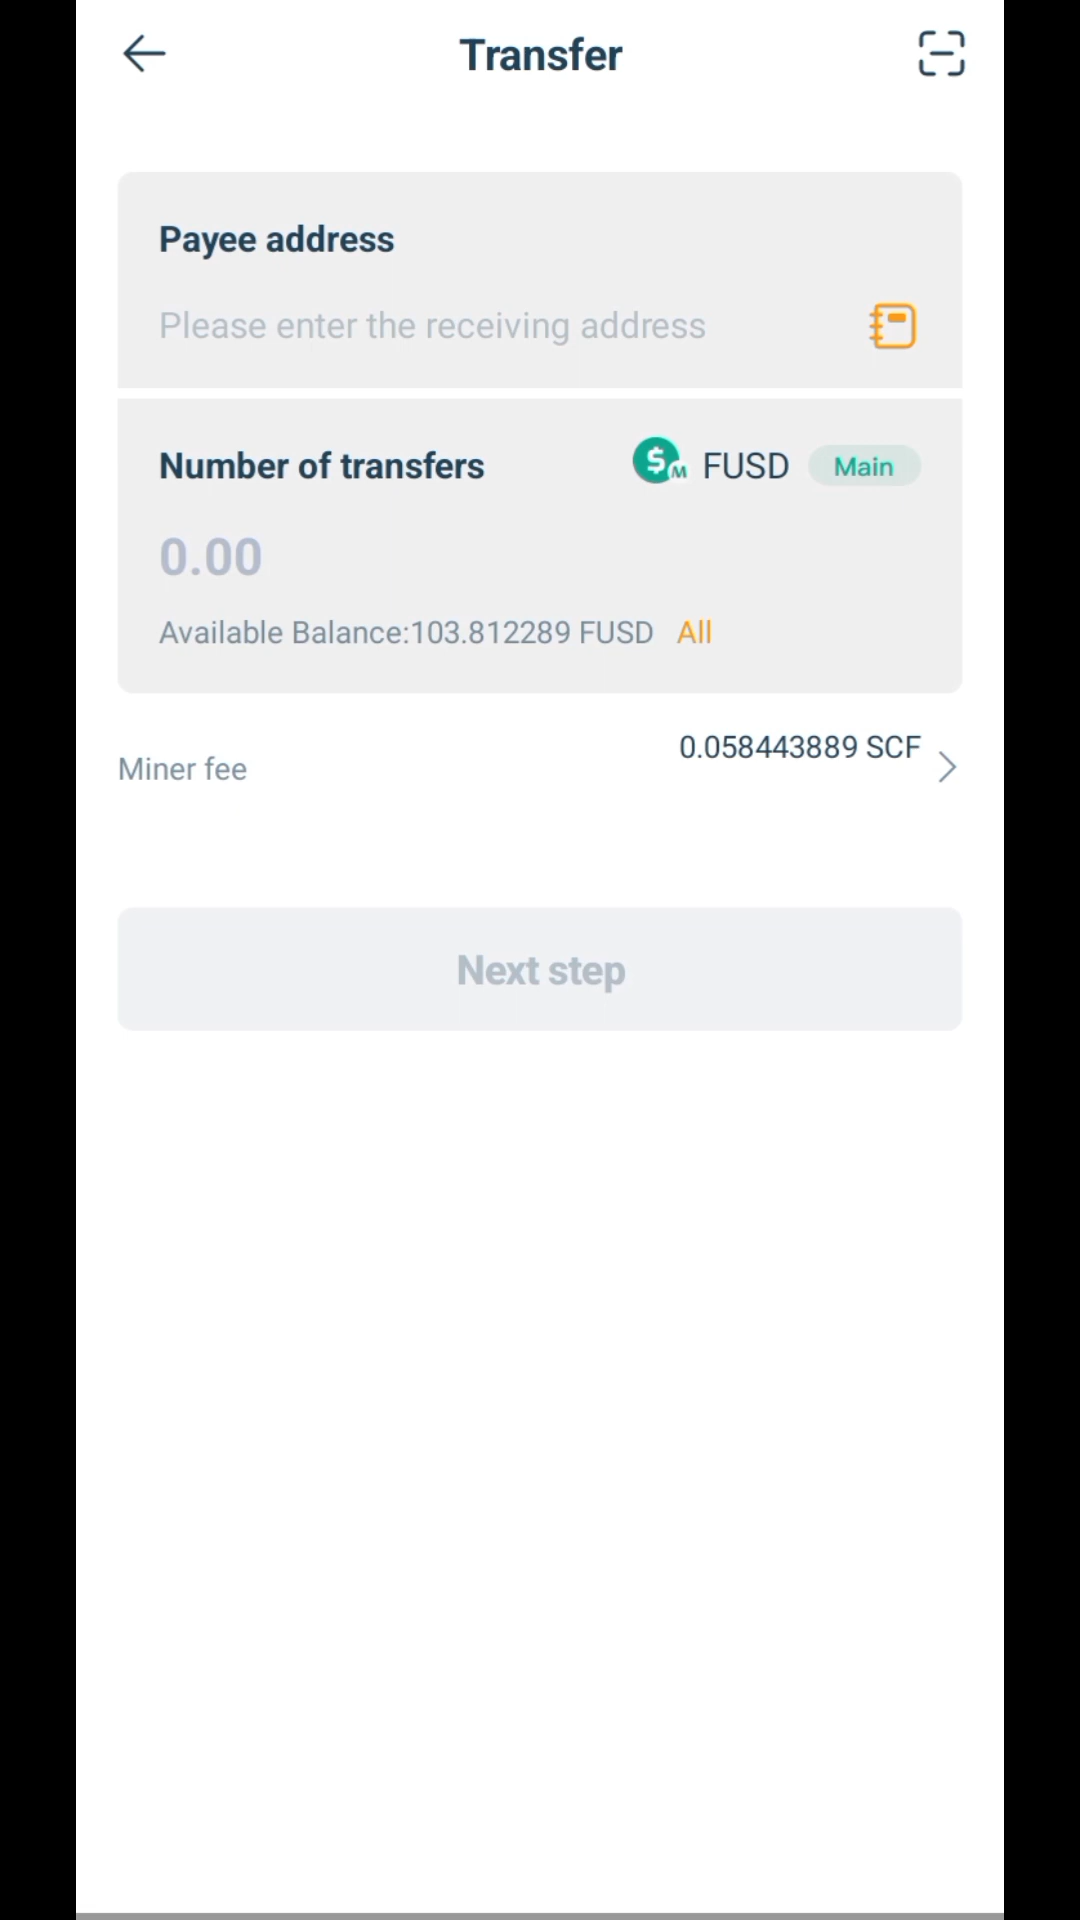 Transfer
Payee address
Please enter the receiving address
Number of transfers
$M FUSD Main
0.00
Available Balance:103.812289 FUSD All
0.058443889 SCF
Miner fee
Next step